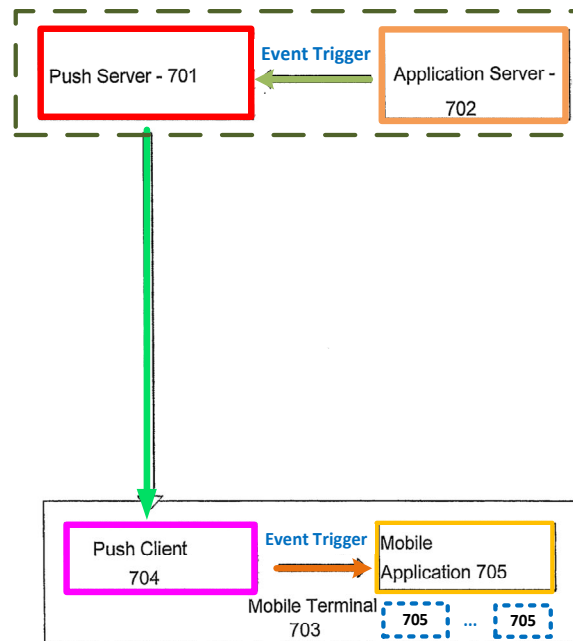 Event Trigger
Push Server - 701
Application Server -
702
Push Client
704
Event Trigger
Mobile
Application 705
Mobile Terminal
703
705 ... 705